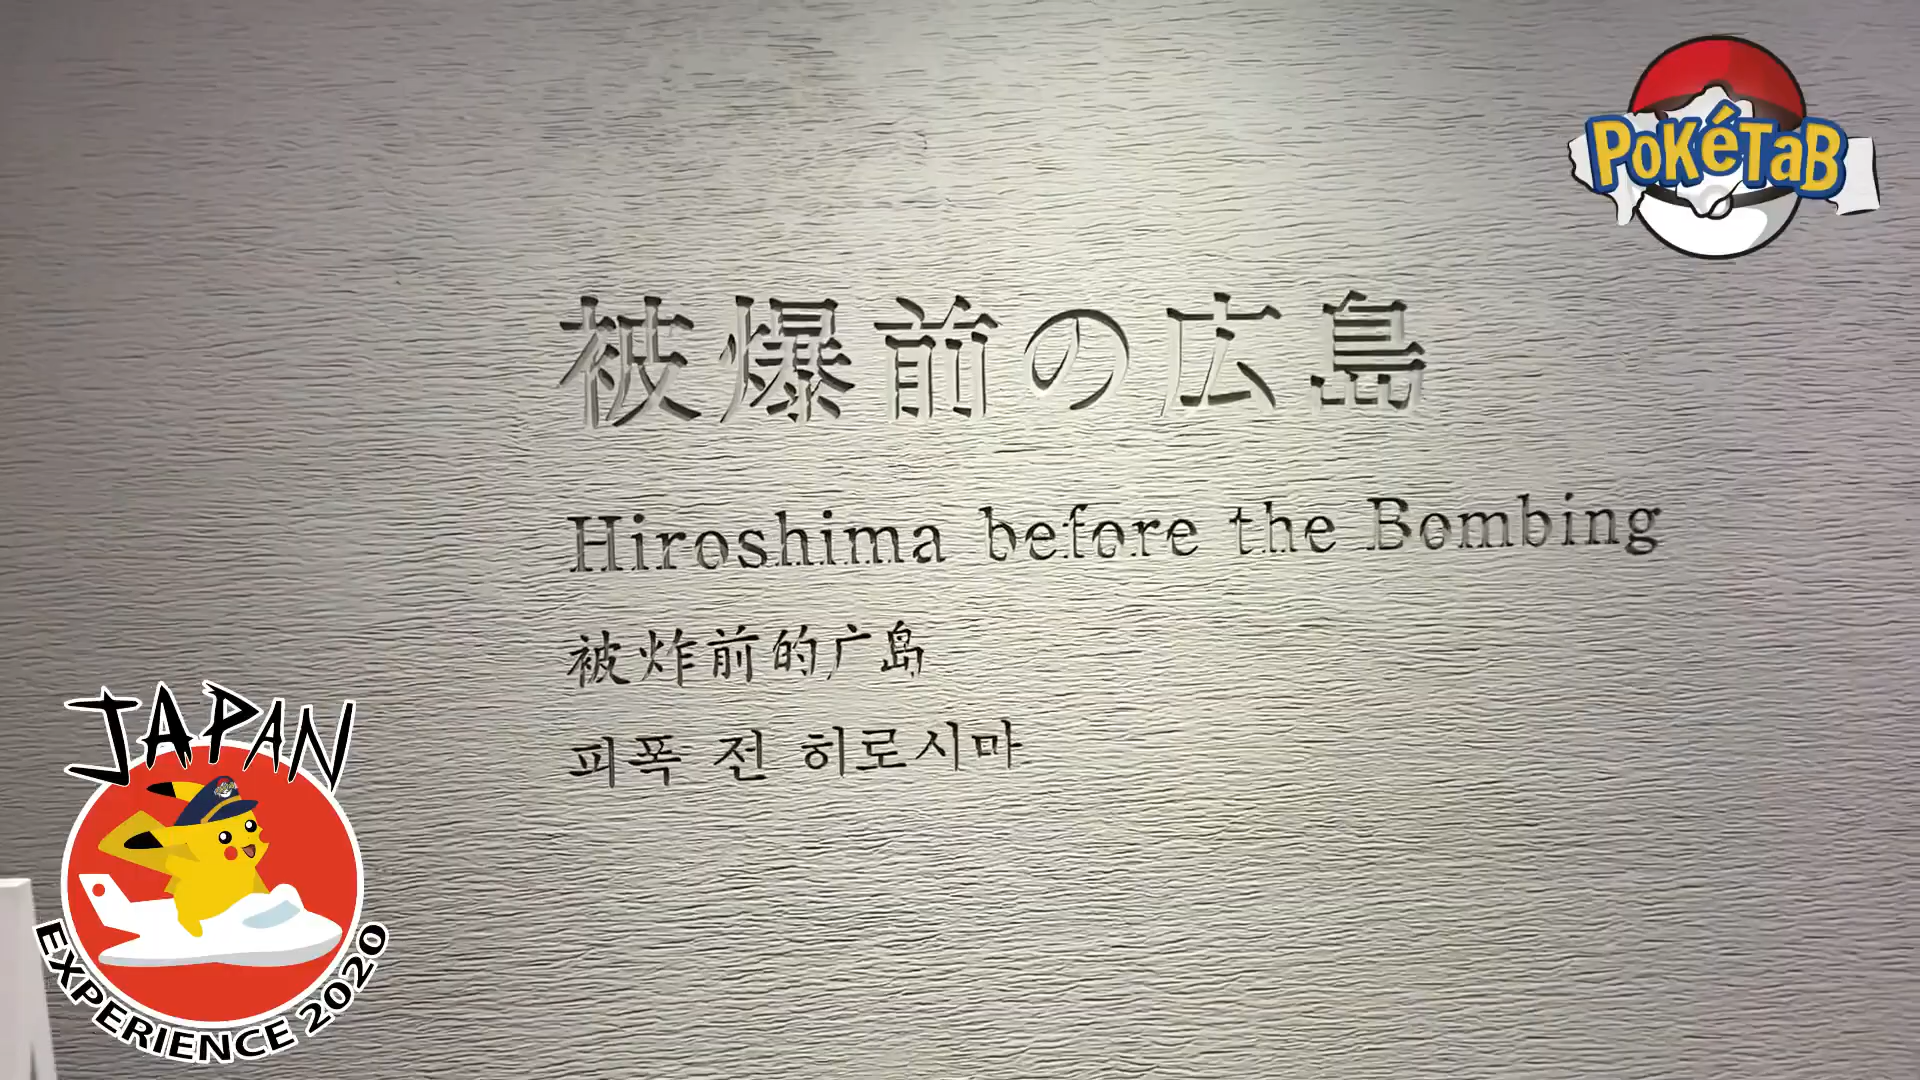 PoKéTaB
被爆前の広島
Hiroshima before the Bombing
被炸前的广岛
피폭 전 히로시마
JAPAN
EXPERIENCE 2020